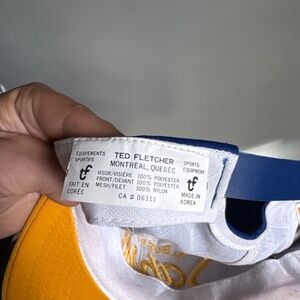 ÉQUIPEMENTS
SPORTIFS
tf
FAIT EN
CORÉE
TED FLETCHER
MONTREAL, QUEBEC
VISOR/VISIÈRE 100% POLYESTER
FRONT/DEVANT 100% POLYESTER
MESH/FILET 100% NYLON
CA # 06311
SPORTS
EQUIPMENT
tf
MADE IN
KOREA